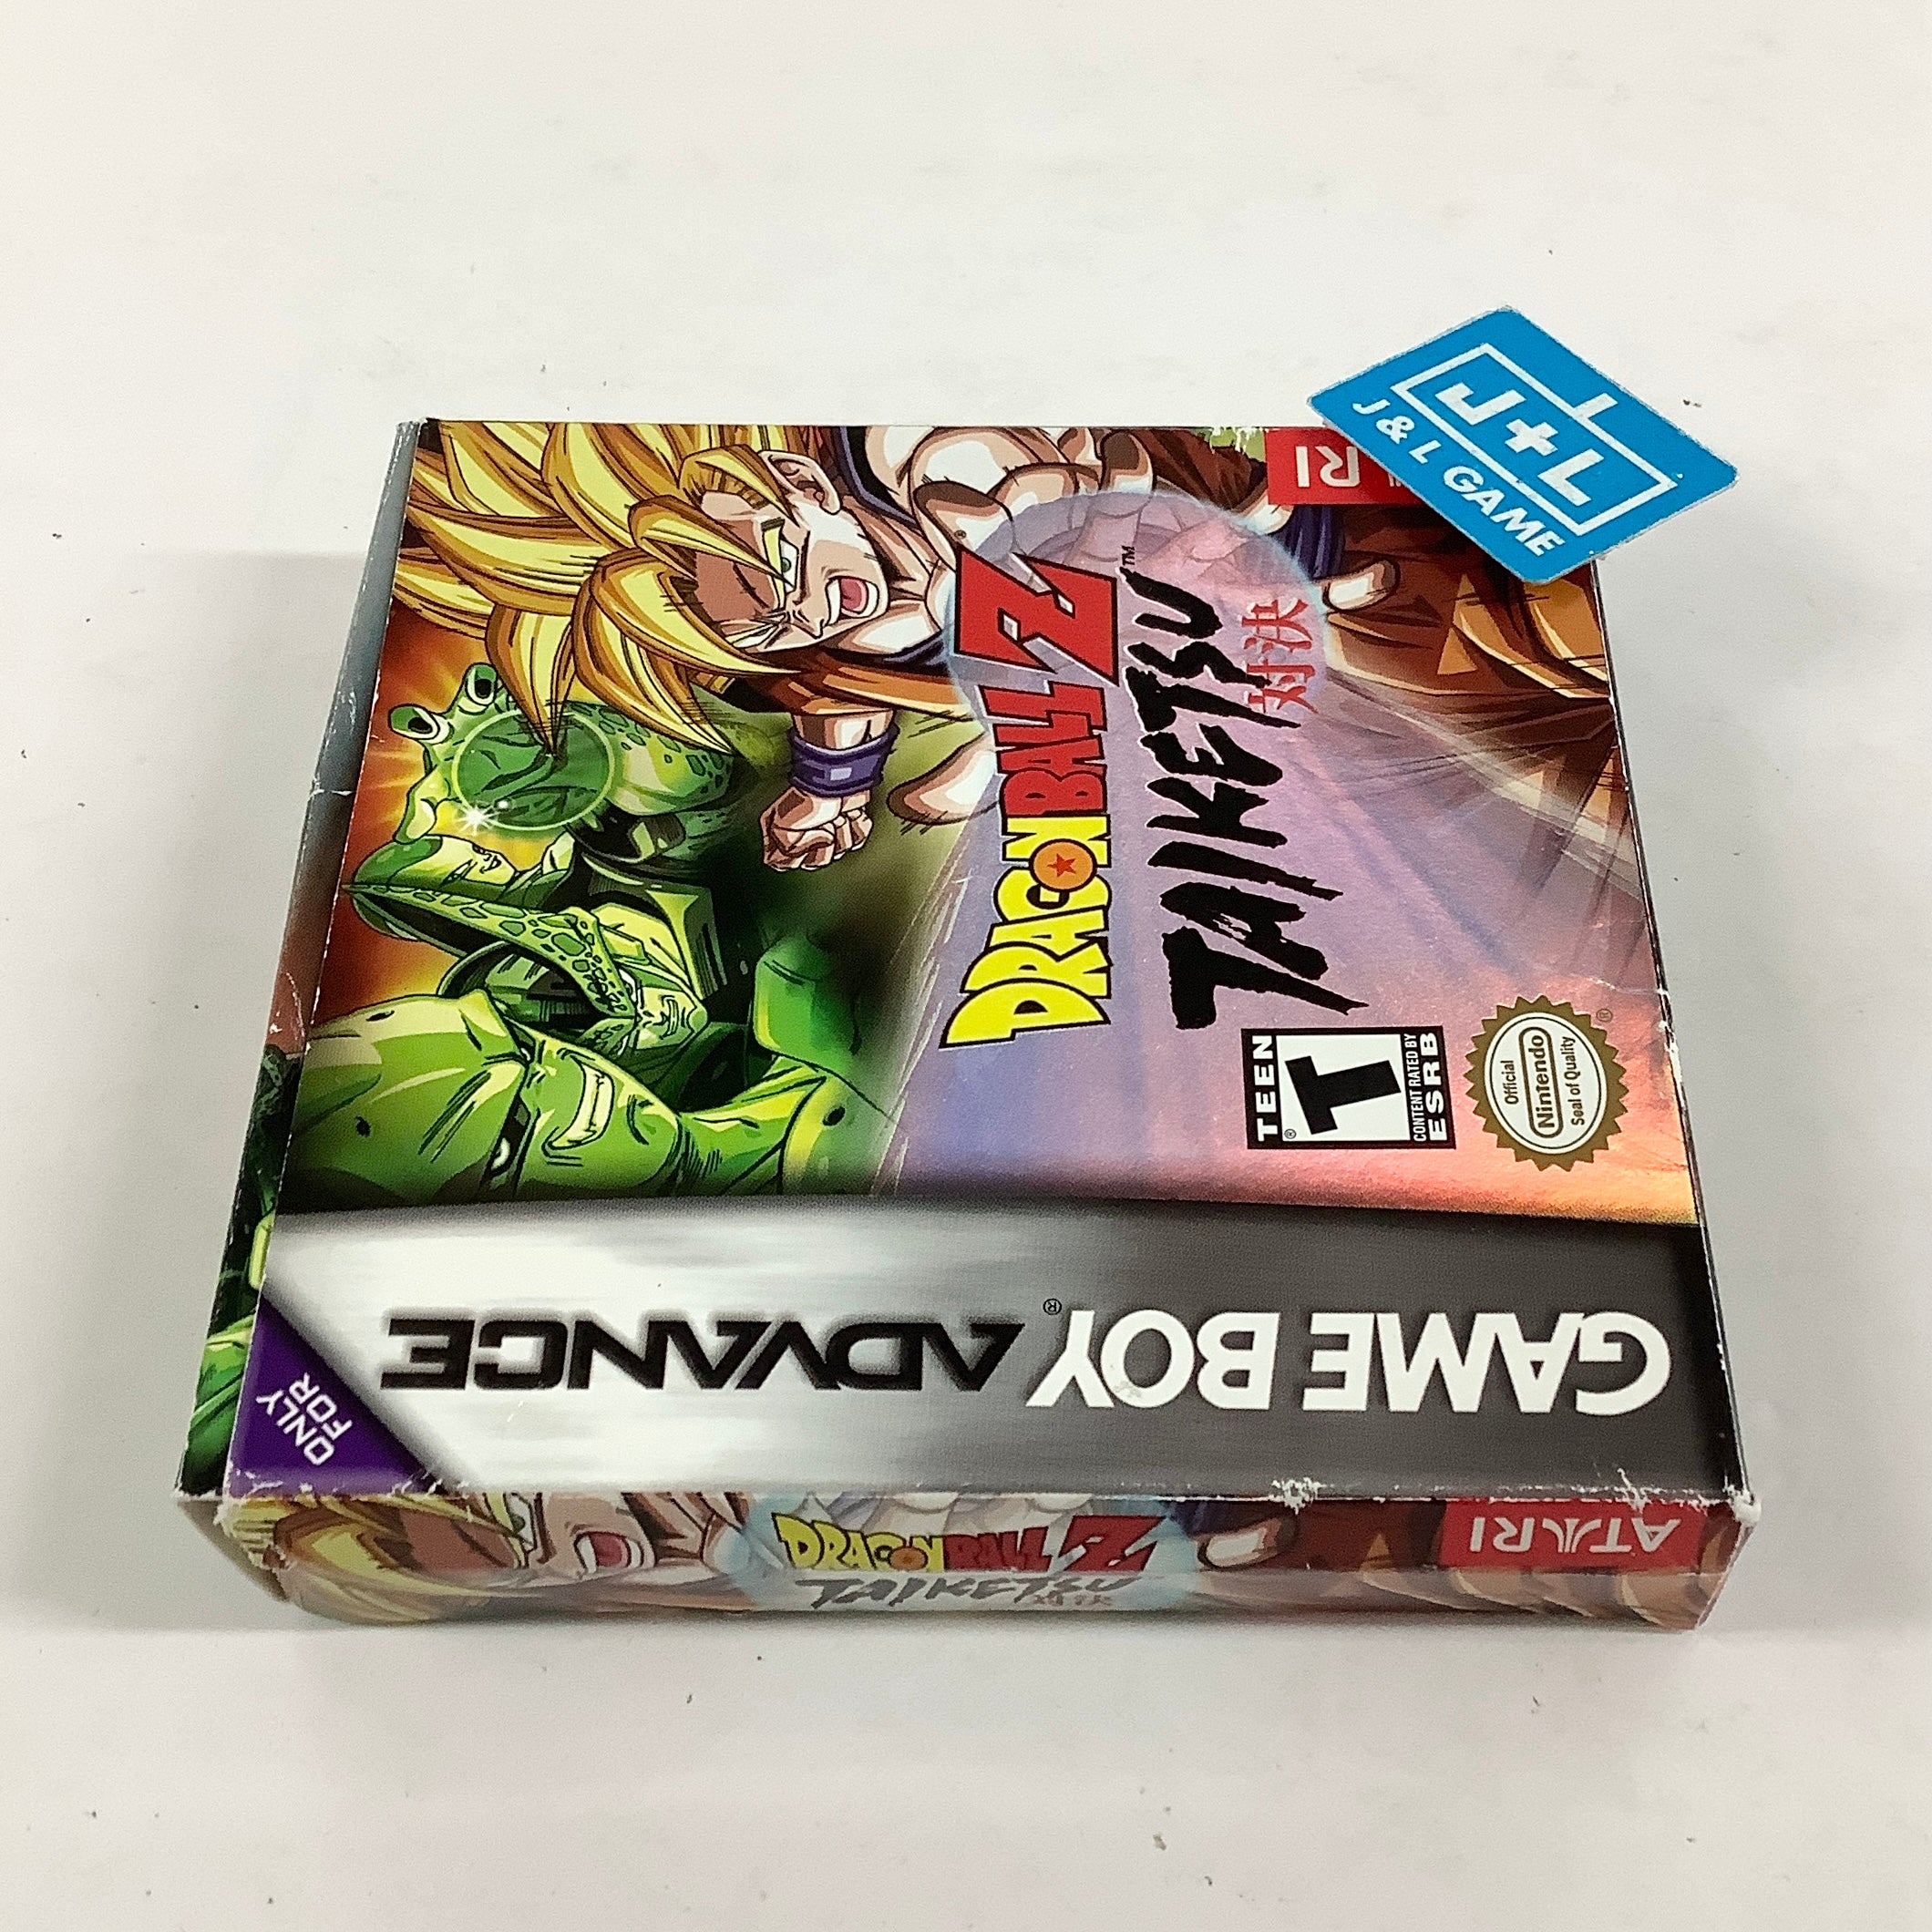 J+L
J & L GAME
RI
DRAGON BALL Z™
TAIKETSU
対決
TEEN
T
®
CONTENT RATED BY
ESRB
Official
Nintendo
Seal of Quality
®
GAME BOY ADVANCE®
ONLY
FOR
DRAGON BALL Z
TAIKETSU
対決
ATARI